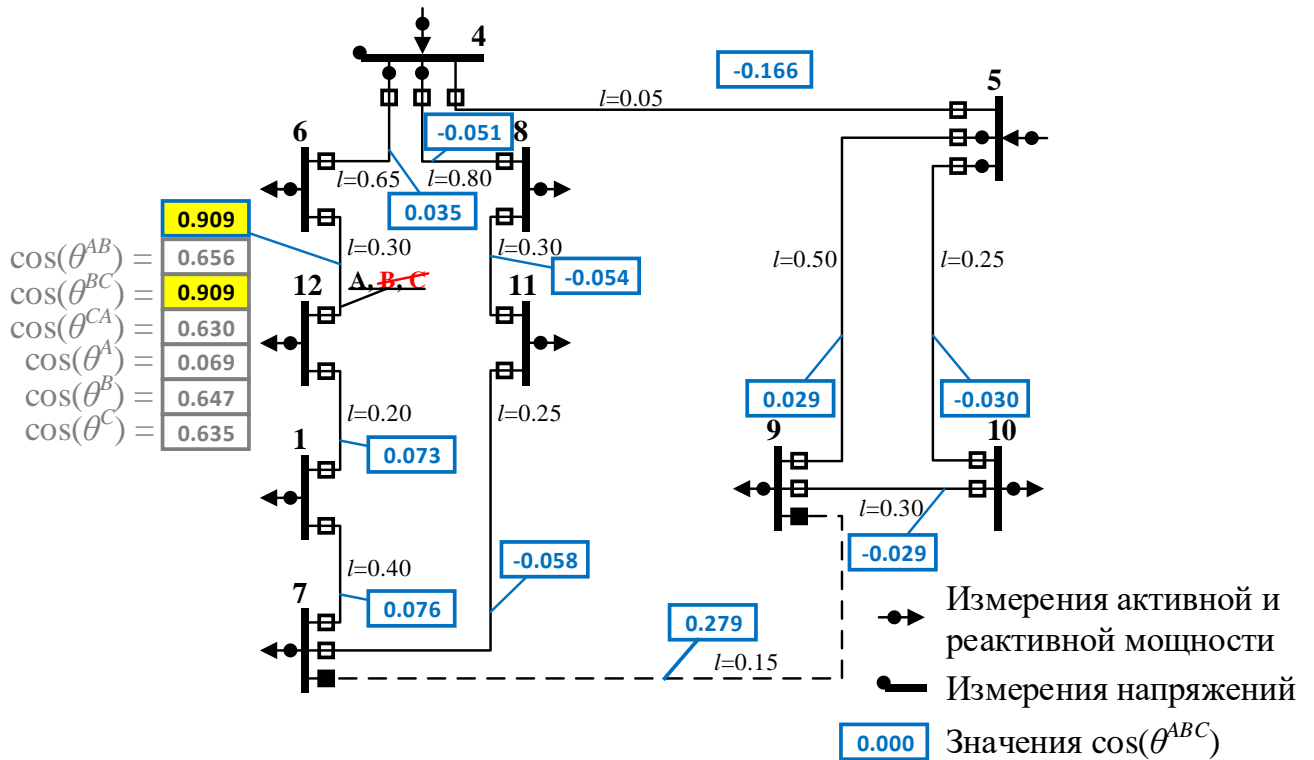 4
-0.166
5
l=0.05
6
-0.051
8
l=0.65
l=0.80
0.035
0.909
l=0.30
l=0.30
l=0.50
l=0.25
cos(θ^{AB}) = 0.656
-0.054
cos(θ^{BC}) = 0.909
12
A, B, C
11
cos(θ^{CA}) = 0.630
cos(θ^{A}) = 0.069
cos(θ^{B}) = 0.647
0.029
-0.030
l=0.20
l=0.25
cos(θ^{C}) = 0.635
1
0.073
9
10
l=0.30
-0.029
-0.058
l=0.40
7
0.076
0.279
l=0.15
Измерения активной и
реактивной мощности
Измерения напряжений
0.000 Значения cos(θ^{ABC})